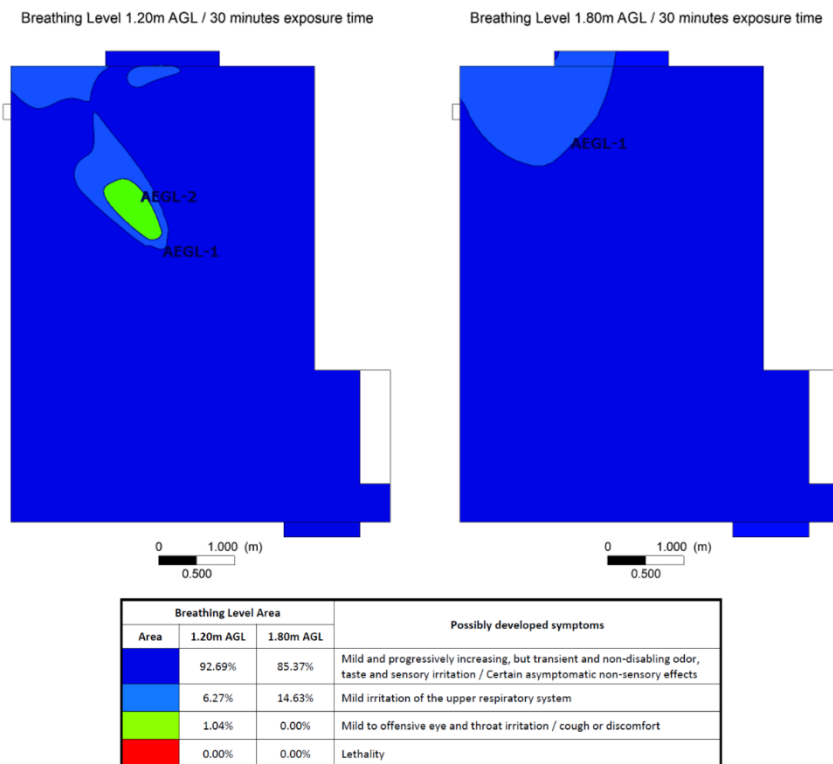 Breathing Level 1.20m AGL / 30 minutes exposure time
Breathing Level 1.80m AGL / 30 minutes exposure time
AEGL-2
AEGL-1
AEGL-1
0 1.000 (m)
0.500
0 1.000 (m)
0.500
Breathing Level Area
Possibly developed symptoms
Area 1.20m AGL 1.80m AGL
92.69% 85.37% Mild and progressively increasing, but transient and non-disabling odor,
taste and sensory irritation / Certain asymptomatic non-sensory effects
6.27% 14.63% Mild irritation of the upper respiratory system
1.04% 0.00% Mild to offensive eye and throat irritation / cough or discomfort
0.00% 0.00% Lethality